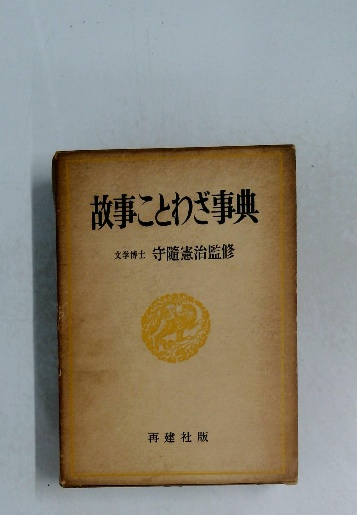 故事ことわざ事典
文学博士 守隨憲治監修
再建社版